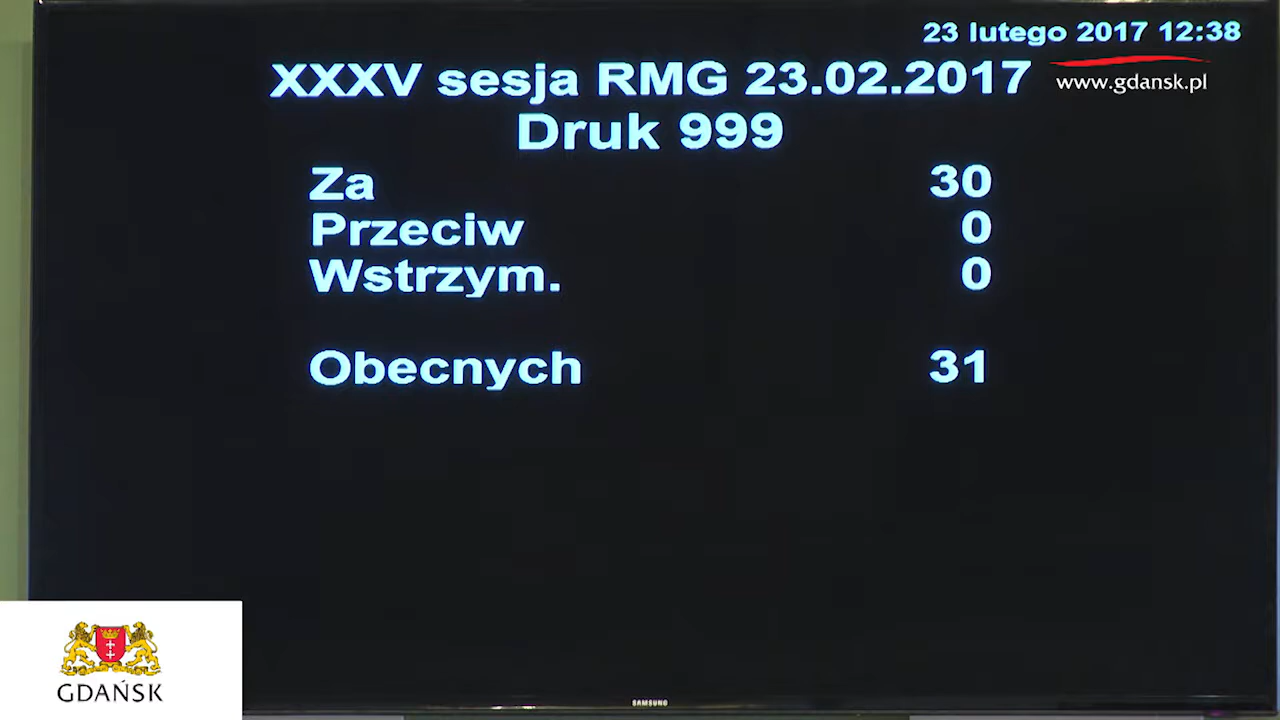 23 lutego 2017 12:38
www.gdansk.pl
XXXV sesja RMG 23.02.2017
Druk 999
Za 30
Przeciw 0
Wstrzym. 0
Obecnych 31
GDAŃSK
SAMSUNG